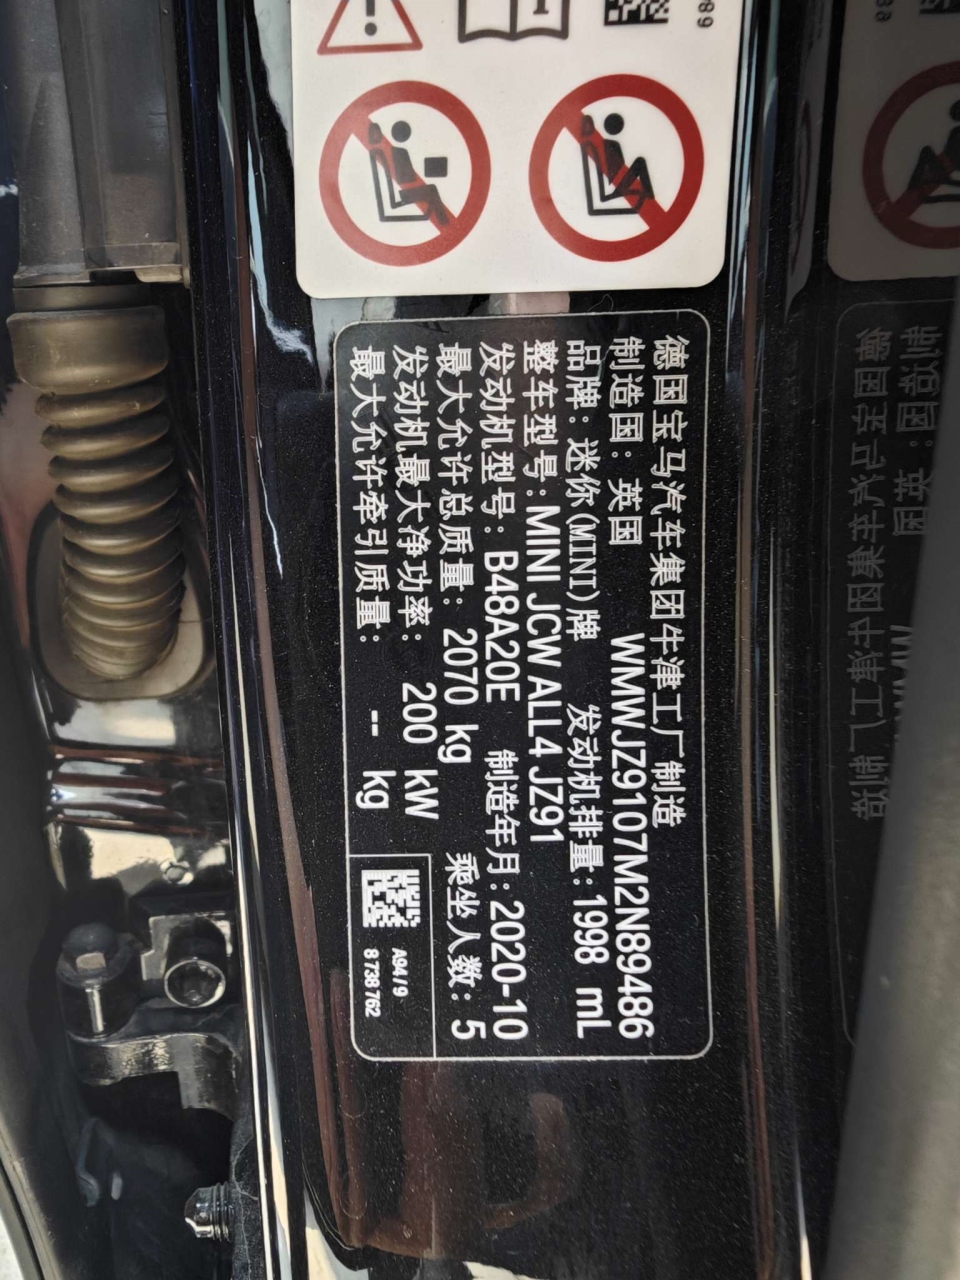 德国宝马汽车集团牛津工厂制造
制造国：英国 WMWJZ9107M2N89486
品牌：迷你(MINI)牌 发动机排量：1998 mL
整车型号：MINI JCW ALL4 JZ91
发动机型号：B48A20E 制造年月：2020-10
最大允许总质量：2070 kg 乘坐人数：5
发动机最大净功率：200 kW
最大允许牵引质量：-- kg
A94/9
8 738 762